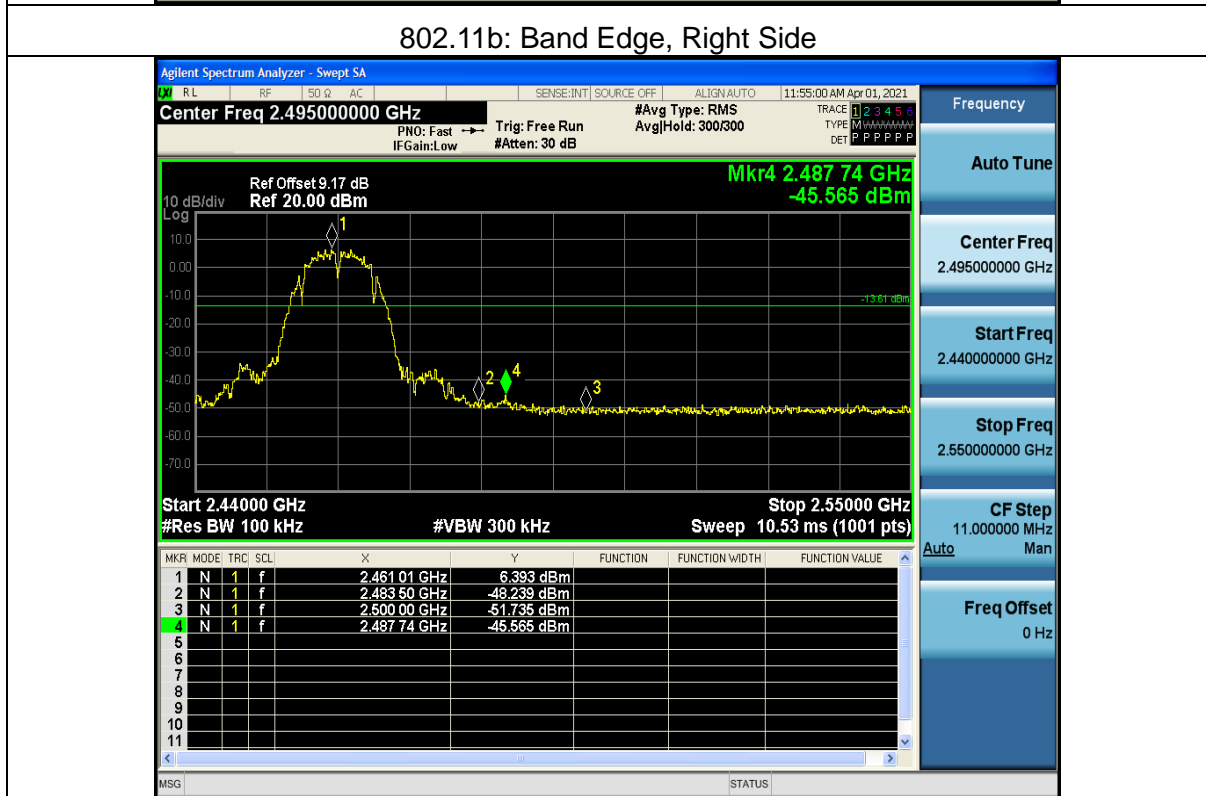 802.11b: Band Edge, Right Side
Agilent Spectrum Analyzer - Swept SA
LXI RL RF 50 Ω AC SENSE:INT SOURCE OFF ALIGN AUTO 11:55:00 AM Apr 01, 2021
Center Freq 2.495000000 GHz
PNO: Fast
IFGain:Low
Trig: Free Run
#Atten: 30 dB
#Avg Type: RMS
Avg|Hold: 300/300
TRACE 1 2 3 4 5 6
TYPE M W W W W W
DET P P P P P P
Mkr4 2.487 74 GHz
-45.565 dBm
Ref Offset 9.17 dB
10 dB/div Ref 20.00 dBm
Log
10.0
0.00
-10.0
-20.0
-30.0
-40.0
-50.0
-60.0
-70.0
1
2
4
3
-13.61 dBm
Start 2.44000 GHz Stop 2.55000 GHz
#Res BW 100 kHz #VBW 300 kHz Sweep 10.53 ms (1001 pts)
MKR MODE TRC SCL X Y FUNCTION FUNCTION WIDTH FUNCTION VALUE
1 N 1 f 2.461 01 GHz 6.393 dBm
2 N 1 f 2.483 50 GHz -48.239 dBm
3 N 1 f 2.500 00 GHz -51.735 dBm
4 N 1 f 2.487 74 GHz -45.565 dBm
5
6
7
8
9
10
11
MSG STATUS
Frequency
Auto Tune
Center Freq
2.495000000 GHz
Start Freq
2.440000000 GHz
Stop Freq
2.550000000 GHz
CF Step
11.000000 MHz
Auto Man
Freq Offset
0 Hz